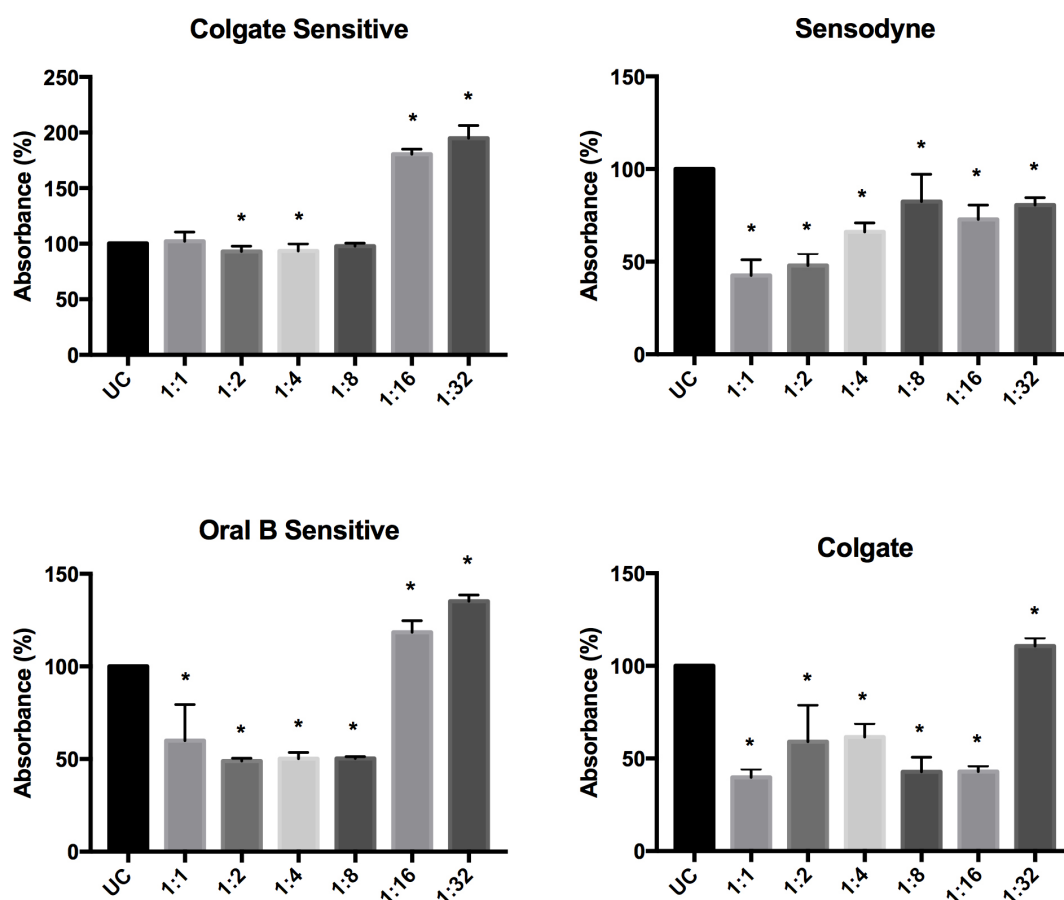 Colgate Sensitive
Absorbance (%)
250
200
150
100
50
0
* * * *
UC 1:1 1:2 1:4 1:8 1:16 1:32
Sensodyne
Absorbance (%)
150
100
50
0
* * * * * *
UC 1:1 1:2 1:4 1:8 1:16 1:32
Oral B Sensitive
Absorbance (%)
150
100
50
0
* * * * * *
UC 1:1 1:2 1:4 1:8 1:16 1:32
Colgate
Absorbance (%)
150
100
50
0
* * * * * *
UC 1:1 1:2 1:4 1:8 1:16 1:32